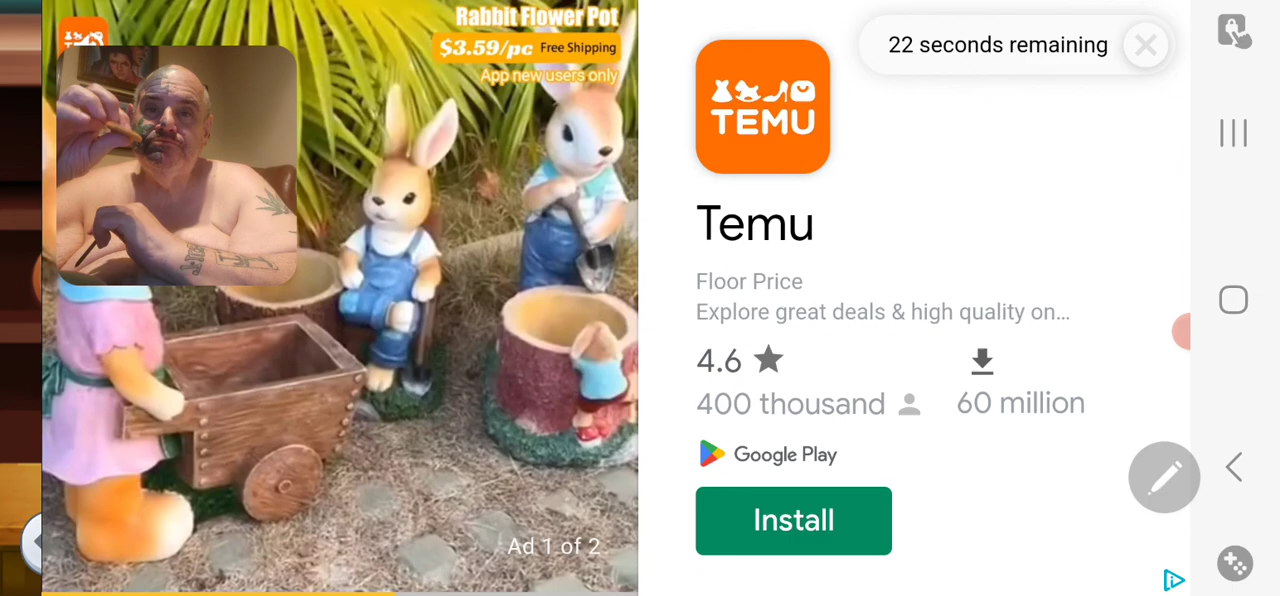 Rabbit Flower Pot
$3.59/pc Free Shipping
App new users only
22 seconds remaining
TEMU
Temu
Floor Price
Explore great deals & high quality on...
4.6
400 thousand
60 million
Google Play
Install
Ad 1 of 2